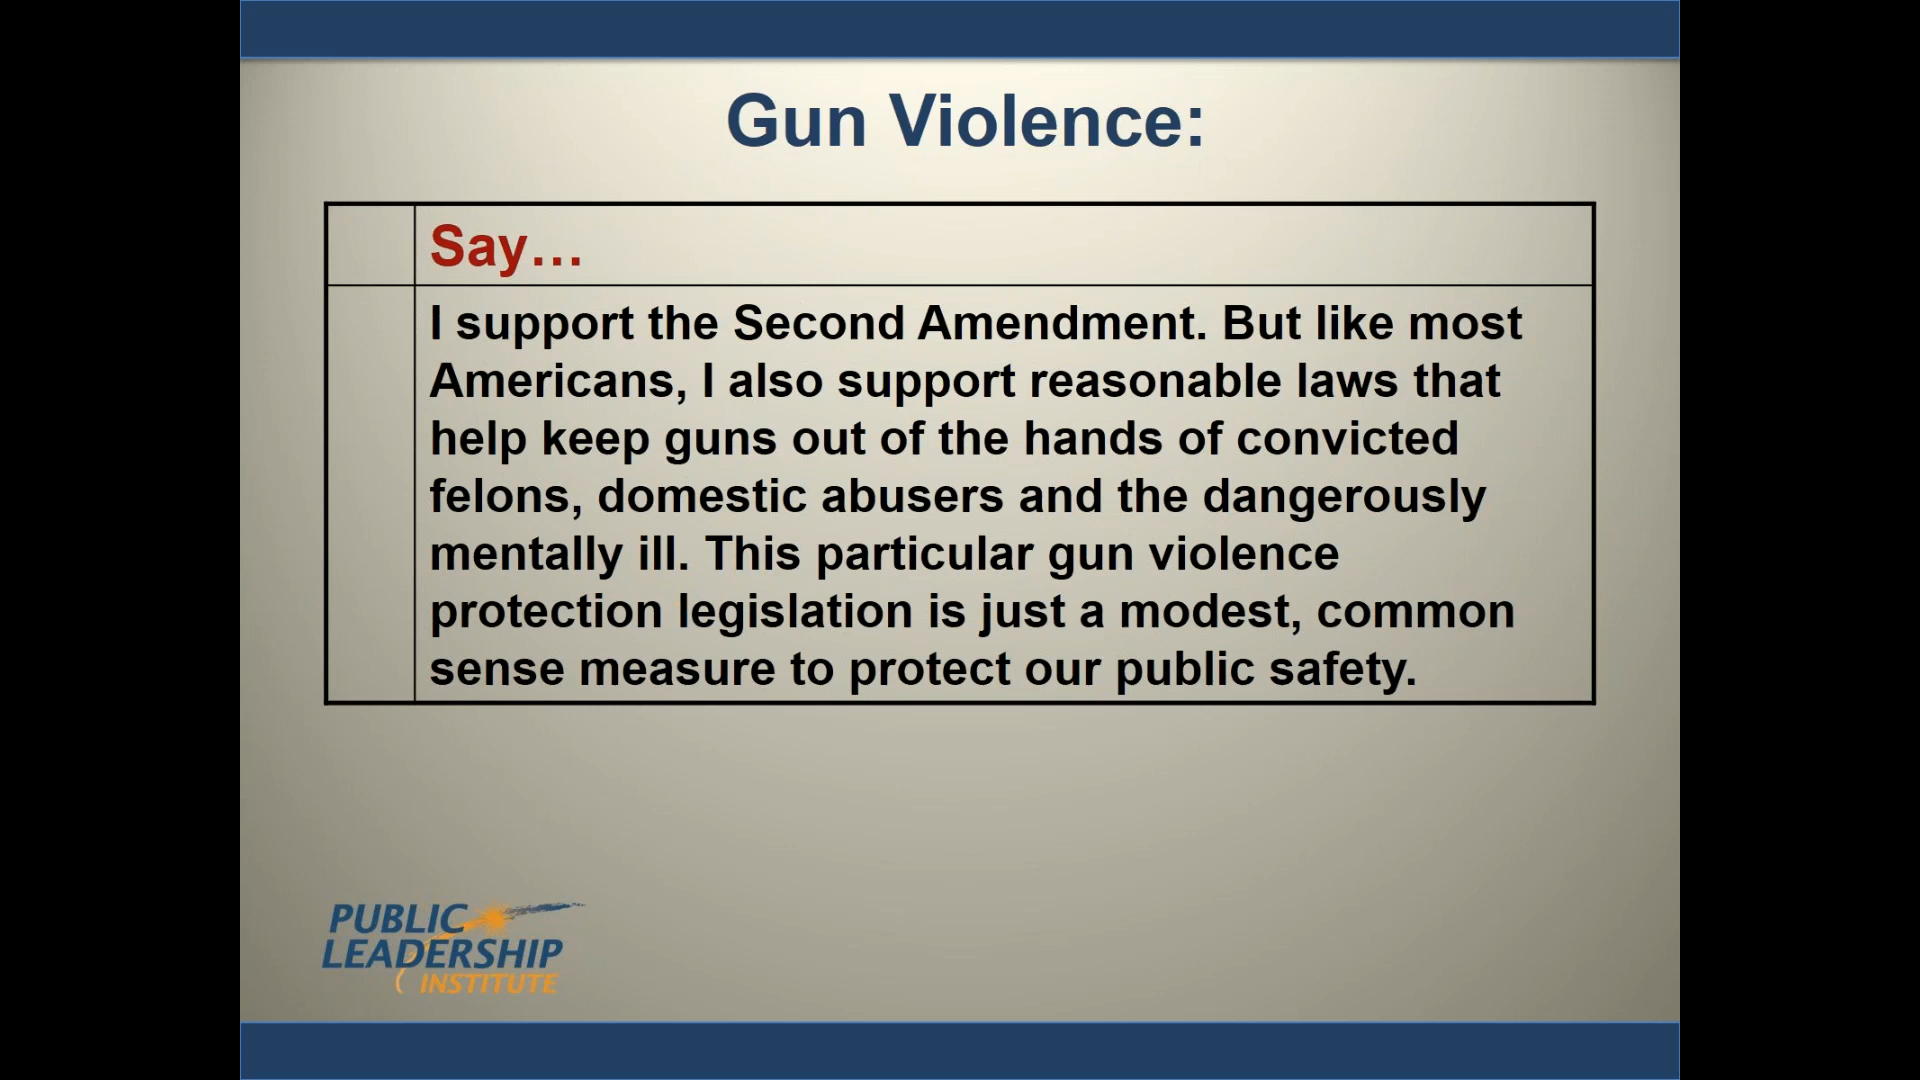 Gun Violence:
Say…
I support the Second Amendment. But like most
Americans, I also support reasonable laws that
help keep guns out of the hands of convicted
felons, domestic abusers and the dangerously
mentally ill. This particular gun violence
protection legislation is just a modest, common
sense measure to protect our public safety.
PUBLIC
LEADERSHIP
INSTITUTE